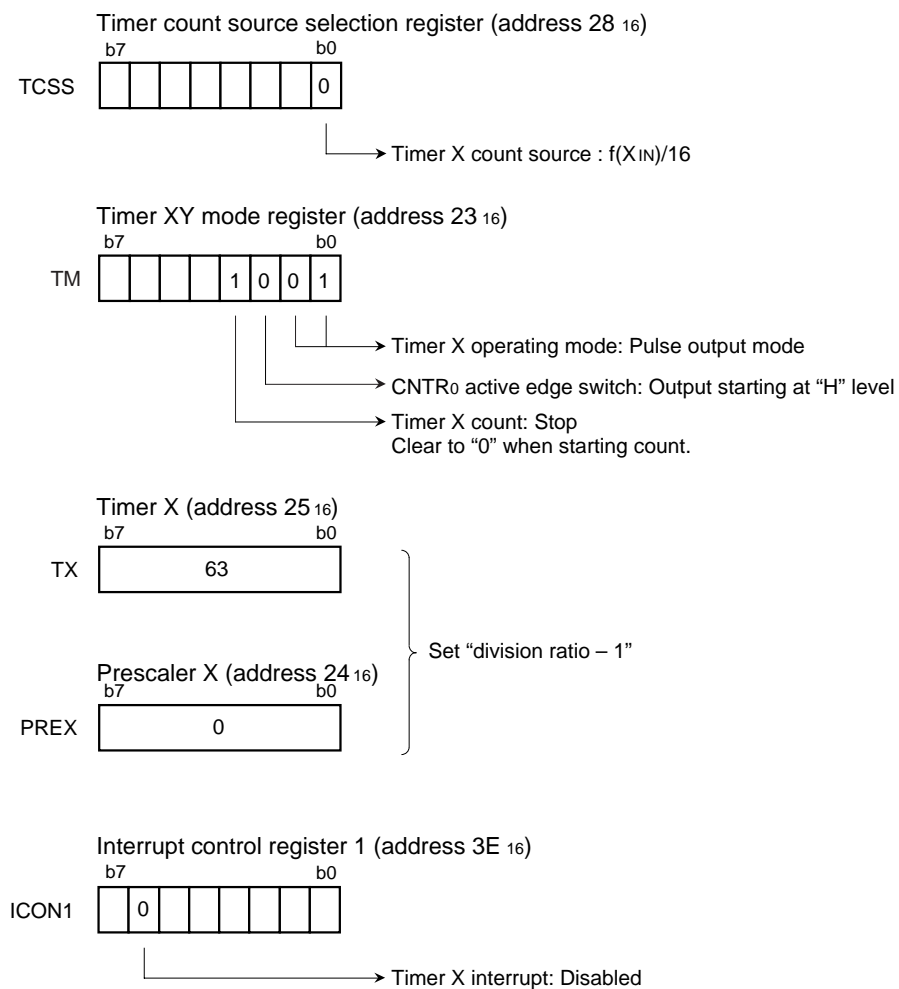 Timer count source selection register (address 28 16)
b7 b0
TCSS 0
Timer X count source : f(XIN)/16
Timer XY mode register (address 23 16)
b7 b0
TM 1 0 0 1
Timer X operating mode: Pulse output mode
CNTR0 active edge switch: Output starting at “H” level
Timer X count: Stop
Clear to “0” when starting count.
Timer X (address 25 16)
b7 b0
TX 63
Set “division ratio – 1”
Prescaler X (address 24 16)
b7 b0
PREX 0
Interrupt control register 1 (address 3E 16)
b7 b0
ICON1 0
Timer X interrupt: Disabled